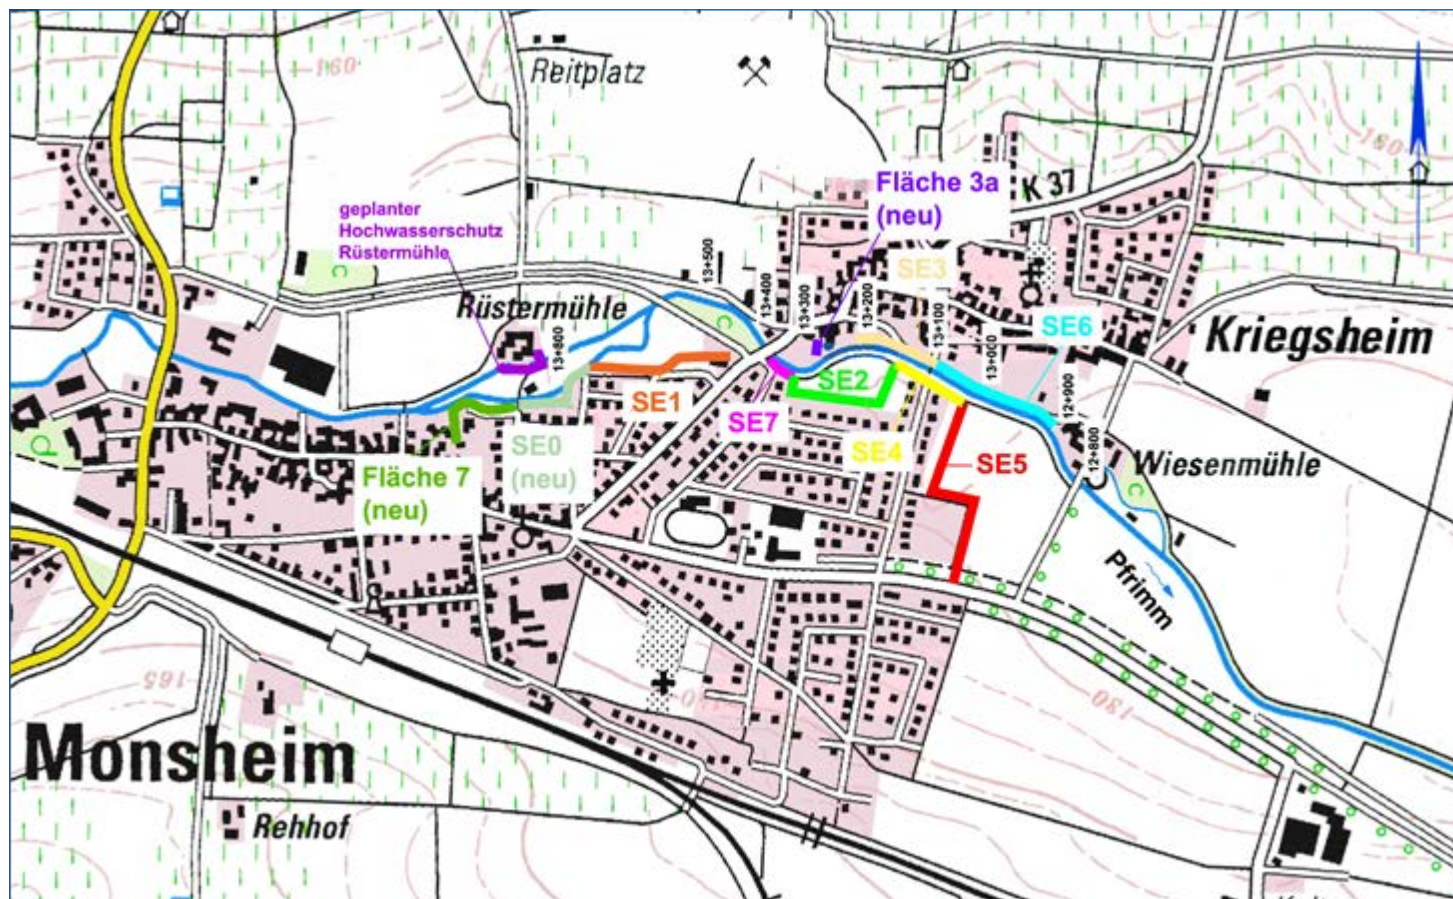 Reitplatz
160
180
K 37
Fläche 3a
(neu)
geplanter
Hochwasserschutz
Rüstermühle
Rüstermühle
13+800
13+500
13+400
13+300
13+200
13+100
13+000
12+900
12+800
SE3
SE6
Kriegsheim
SE1
SE2
SE7
SE4
SE5
SE0
(neu)
Fläche 7
(neu)
Wiesenmühle
Pfrimm
165
140
130
Monsheim
Rehhof